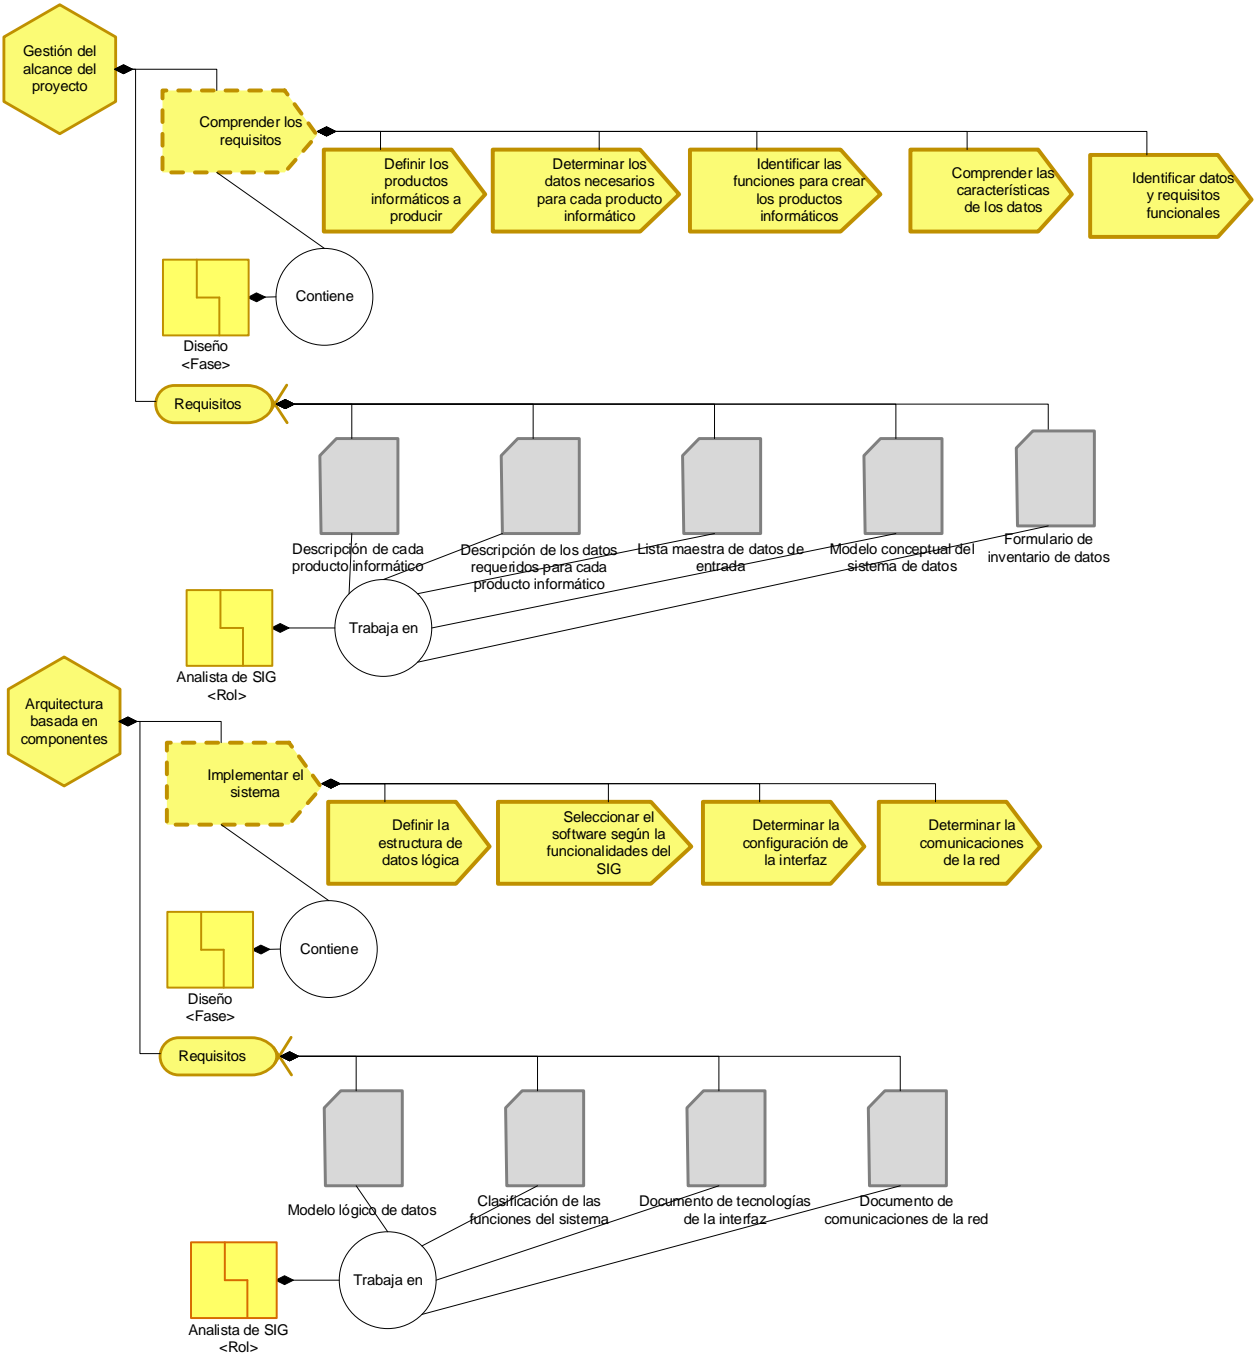 Gestión del
alcance del
proyecto
Comprender los
requisitos
Definir los
productos
informáticos a
producir
Determinar los
datos necesarios
para cada producto
informático
Identificar las
funciones para crear
los productos
informáticos
Comprender las
características
de los datos
Identificar datos
y requisitos
funcionales
Contiene
Diseño
<Fase>
Requisitos
Descripción de cada
producto informático
Descripción de los datos
requeridos para cada
producto informático
Lista maestra de datos de
entrada
Modelo conceptual del
sistema de datos
Formulario de
inventario de datos
Trabaja en
Analista de SIG
<Rol>
Arquitectura
basada en
componentes
Implementar el
sistema
Definir la
estructura de
datos lógica
Seleccionar el
software según la
funcionalidades del
SIG
Determinar la
configuración de
la interfaz
Determinar la
comunicaciones
de la red
Contiene
Diseño
<Fase>
Requisitos
Modelo lógico de datos
Clasificación de las
funciones del sistema
Documento de tecnologías
de la interfaz
Documento de
comunicaciones de la red
Trabaja en
Analista de SIG
<Rol>